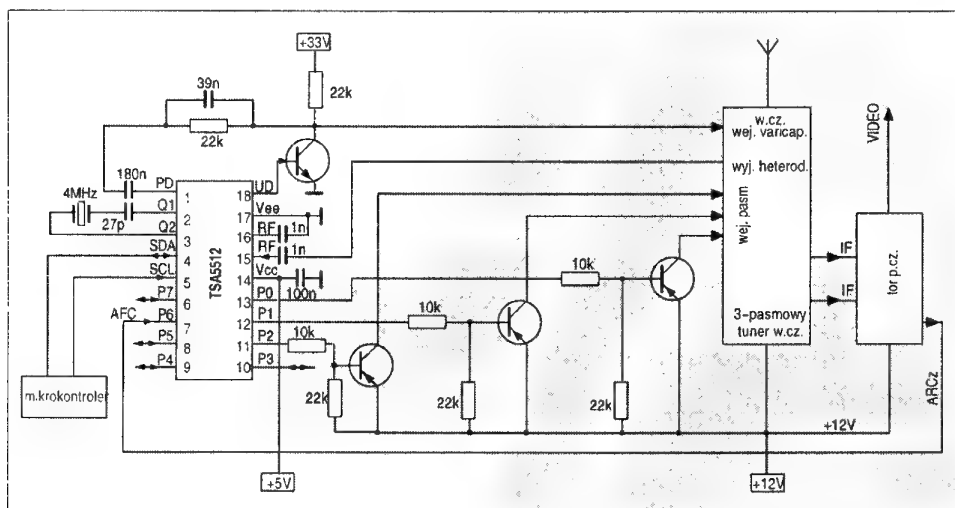 +33V
39n
22k
22k
180n
PD
4MHz
Q1
27p
Q2
SDA
SCL
P7
AFC
P6
P5
P4
1
2
3
4
5
6
7
8
9
TSA5512
UD
18
Vee
17
RF
1n
16
RF
1n
15
Vcc
14
100n
P0
13
P1
12
P2
11
P3
10
10k
10k
10k
22k
22k
22k
m.krokontroler
+5V
w.cz.
wej. varicap.
wyj. heterod.
wej. pasm
3-pasmowy
tuner w.cz.
IF
IF
VIDEO
tor p.cz.
ARCz
+12V
+12V